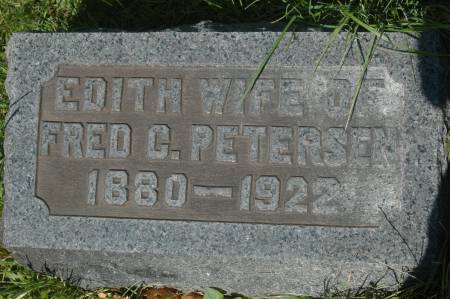 EDITH WIFE OF
FRED C. PETERSEN
1880—1922